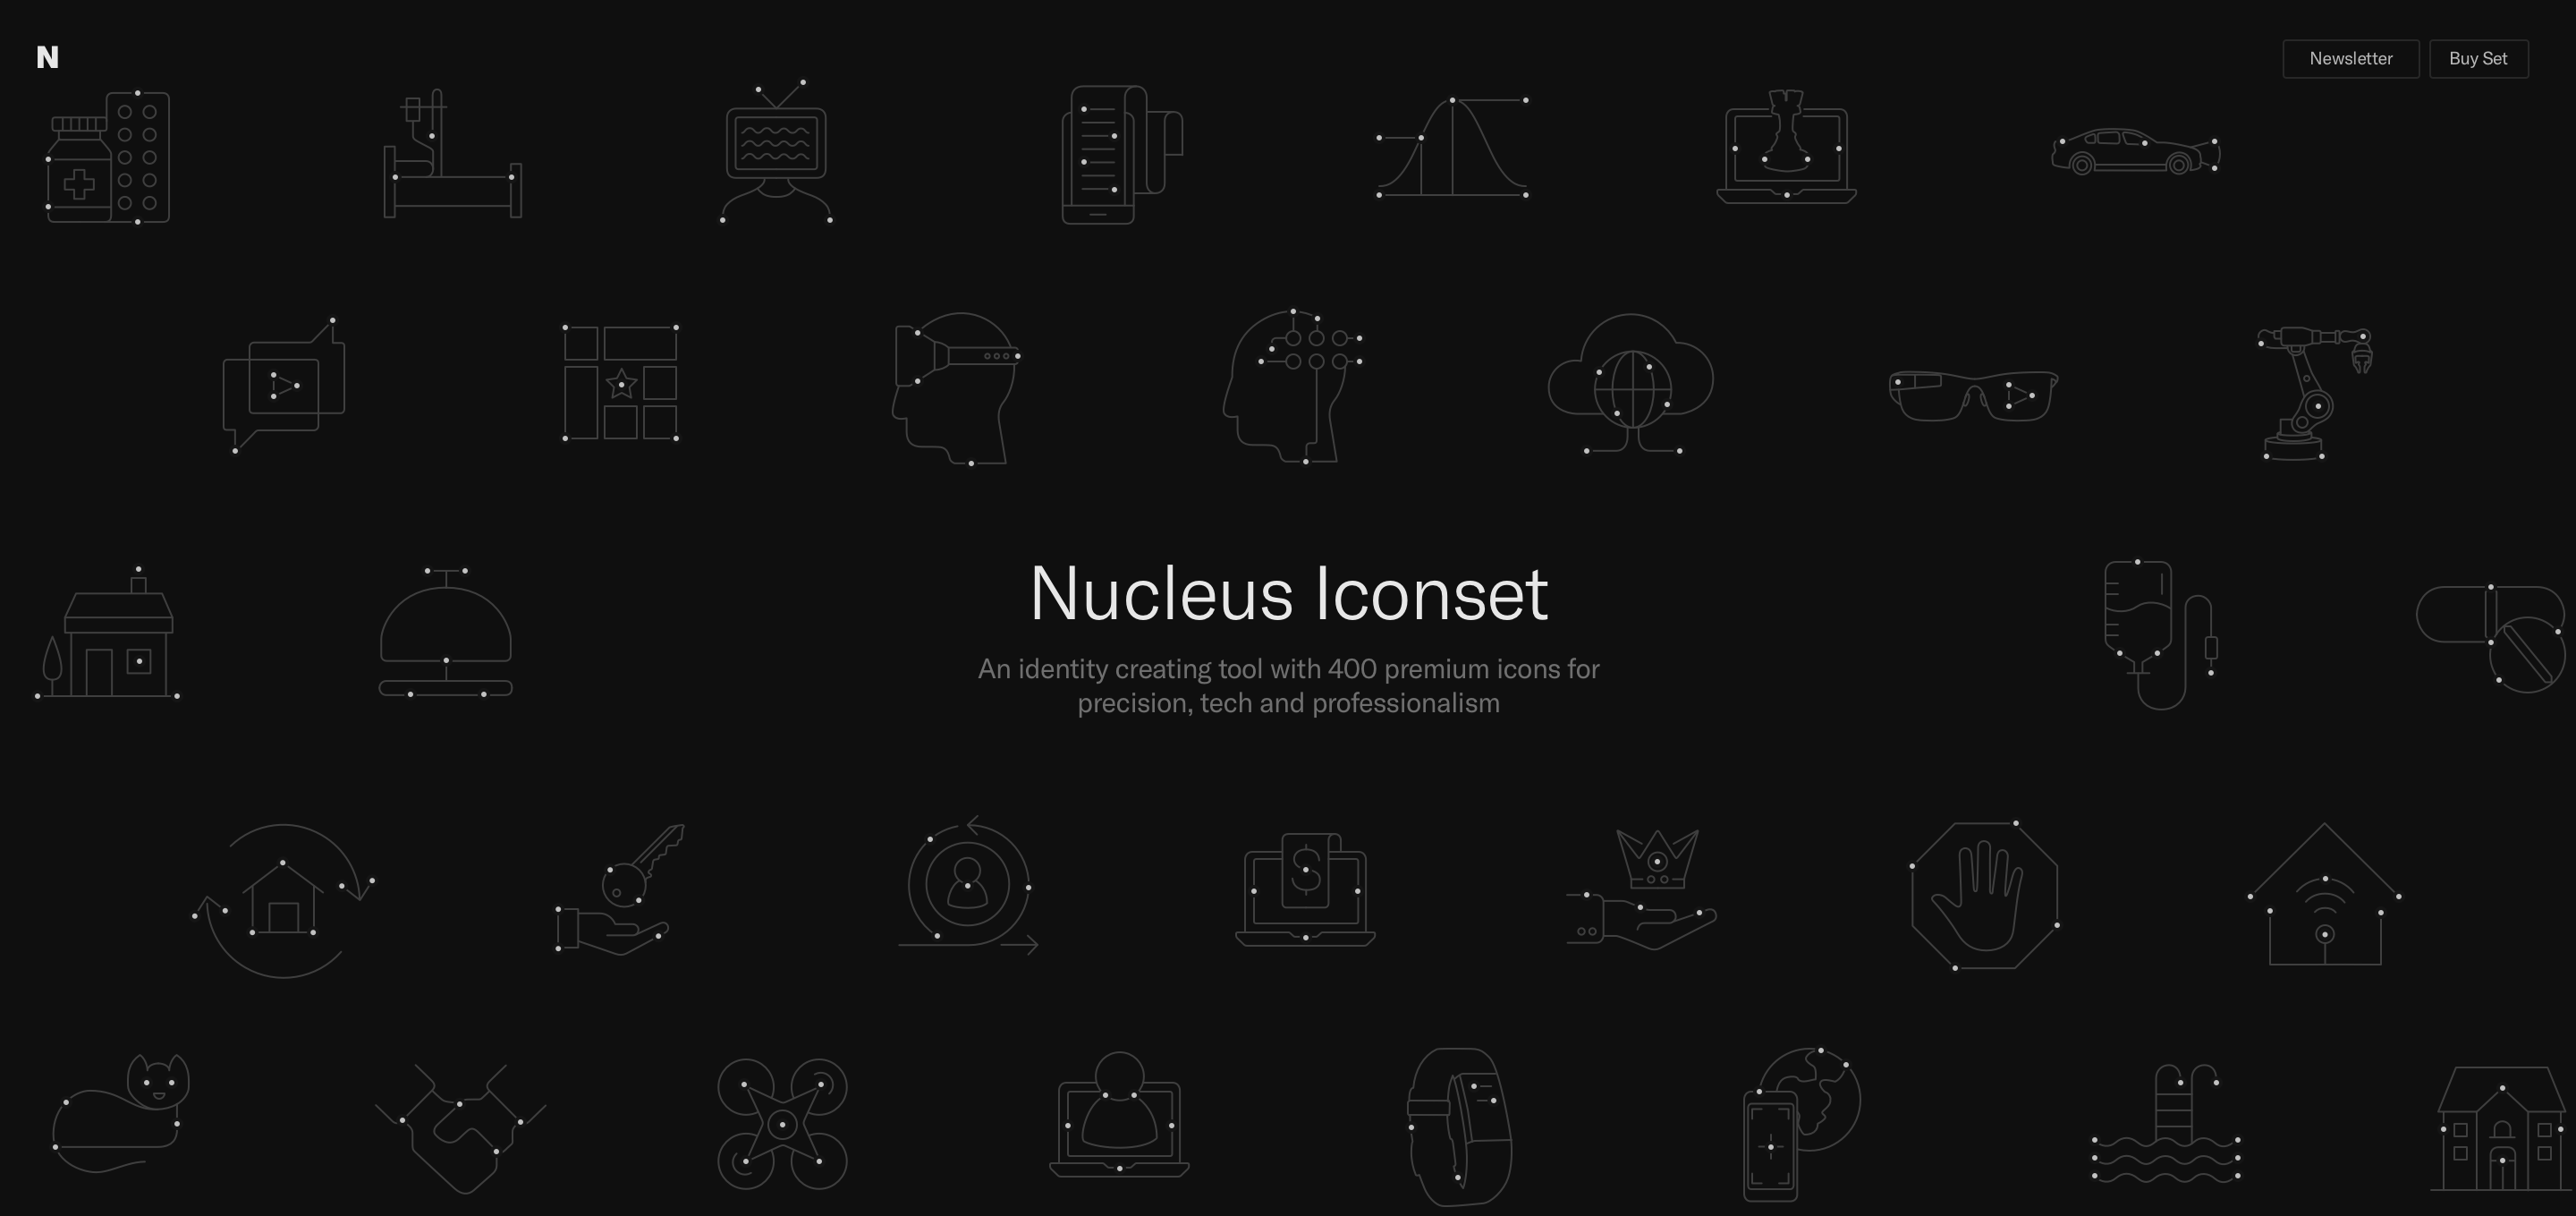 N
Newsletter
Buy Set
Nucleus Iconset
An identity creating tool with 400 premium icons for
precision, tech and professionalism
$